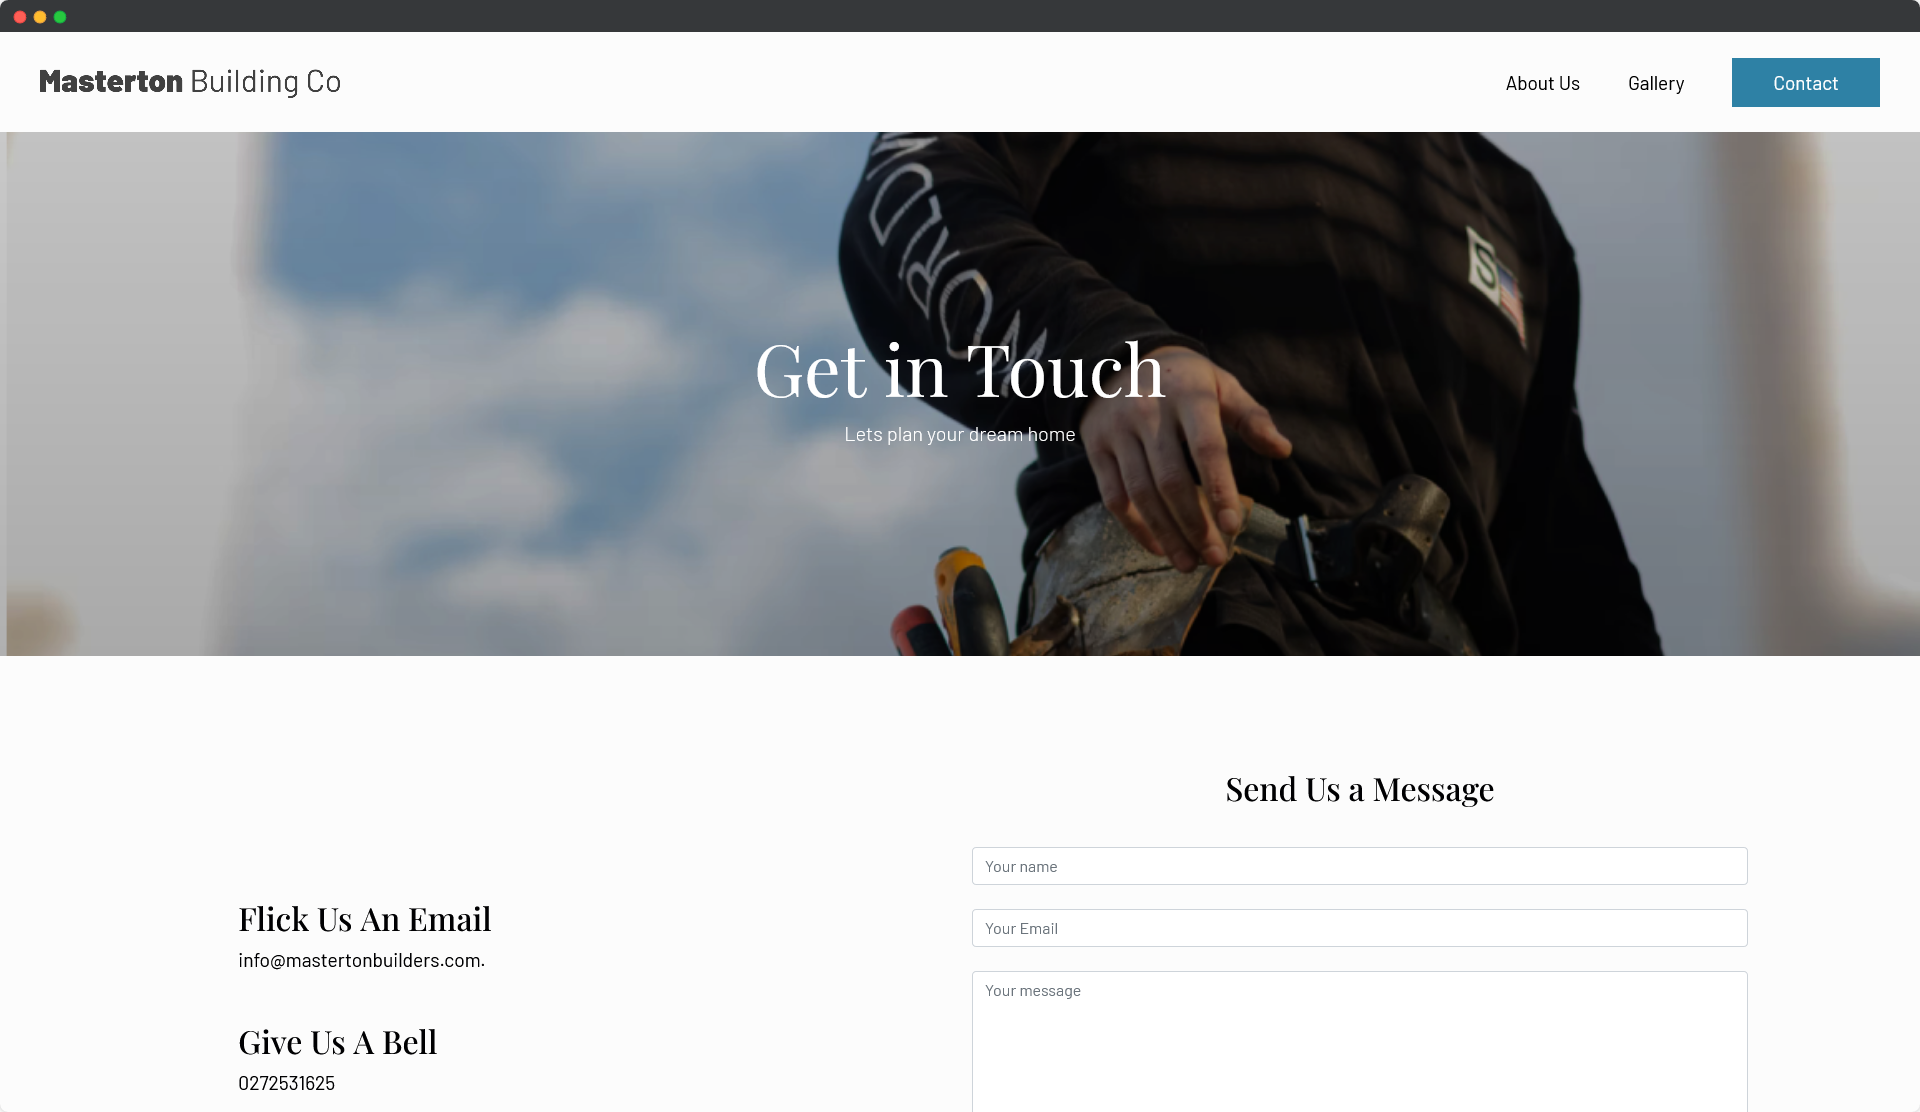 Masterton Building Co
About Us
Gallery
Contact
Get in Touch
Lets plan your dream home
Send Us a Message
Your name
Your Email
Your message
Flick Us An Email
info@mastertonbuilders.com.
Give Us A Bell
0272531625